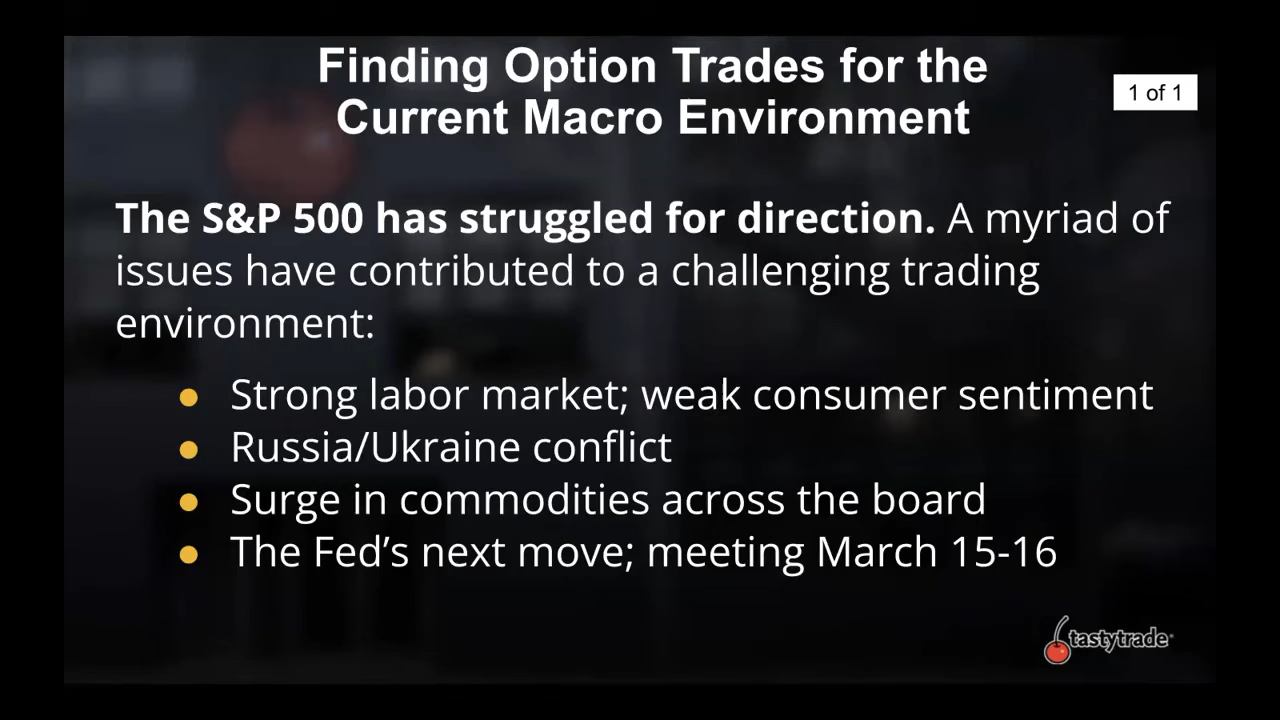 Finding Option Trades for the
Current Macro Environment
1 of 1
The S&P 500 has struggled for direction. A myriad of
issues have contributed to a challenging trading
environment:
● Strong labor market; weak consumer sentiment
● Russia/Ukraine conflict
● Surge in commodities across the board
● The Fed’s next move; meeting March 15-16
tastytrade